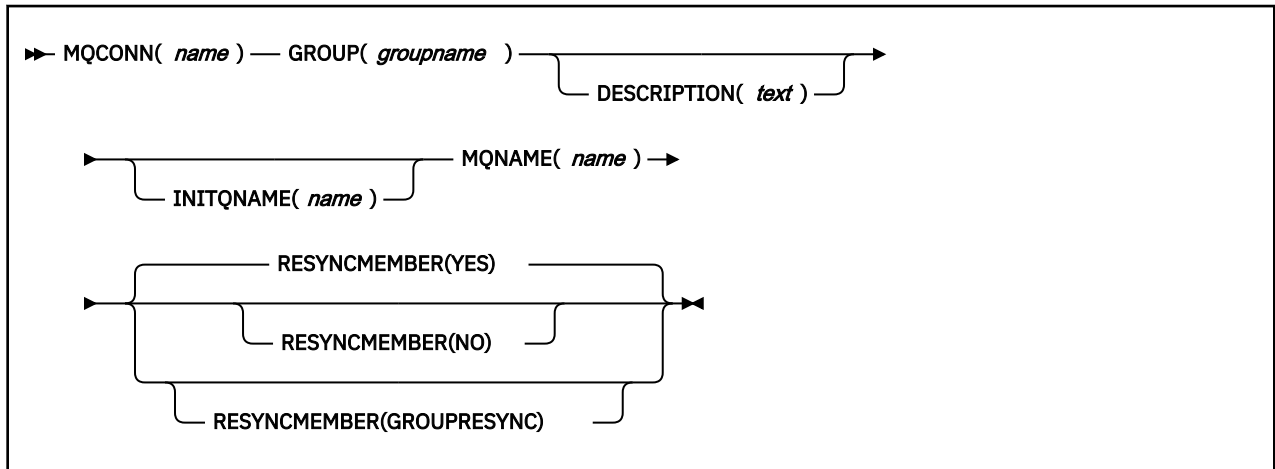 MQCONN( name ) GROUP( groupname )
DESCRIPTION( text )
INITQNAME( name ) MQNAME( name )
RESYNCMEMBER(YES)
RESYNCMEMBER(NO)
RESYNCMEMBER(GROUPRESYNC)